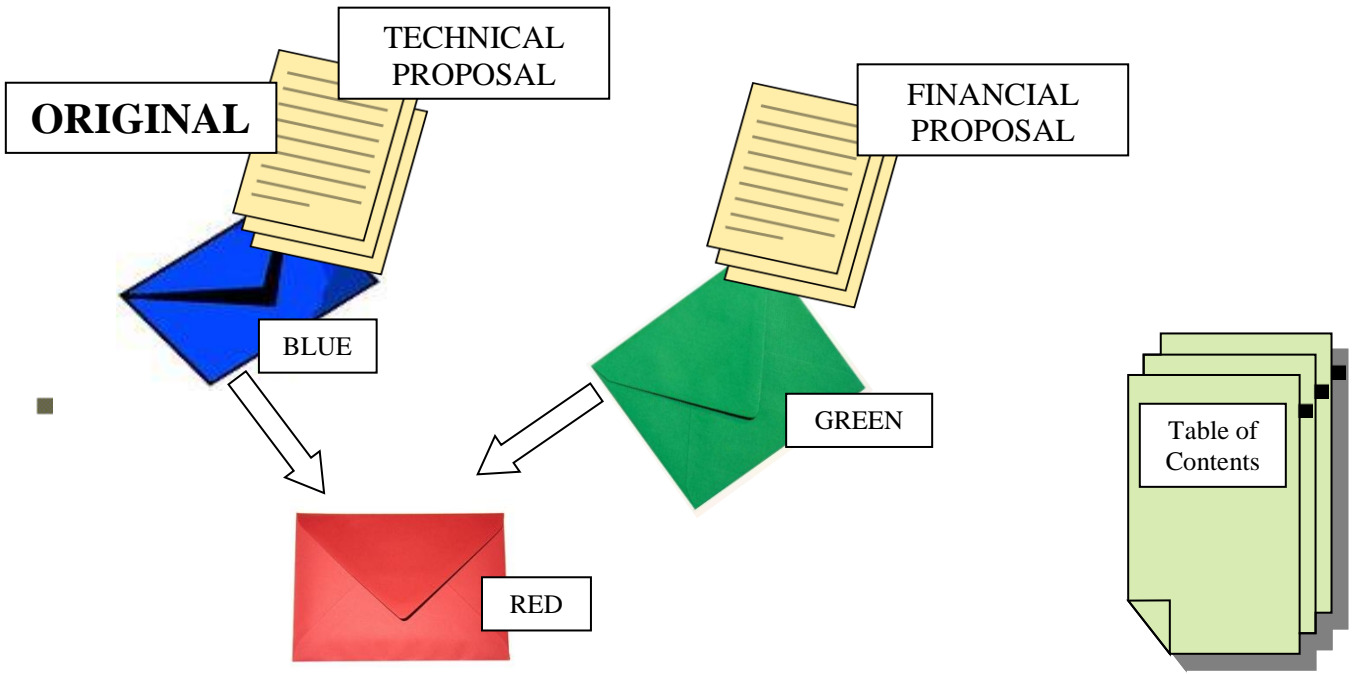 TECHNICAL
PROPOSAL
ORIGINAL
FINANCIAL
PROPOSAL
BLUE
GREEN
Table of
Contents
RED